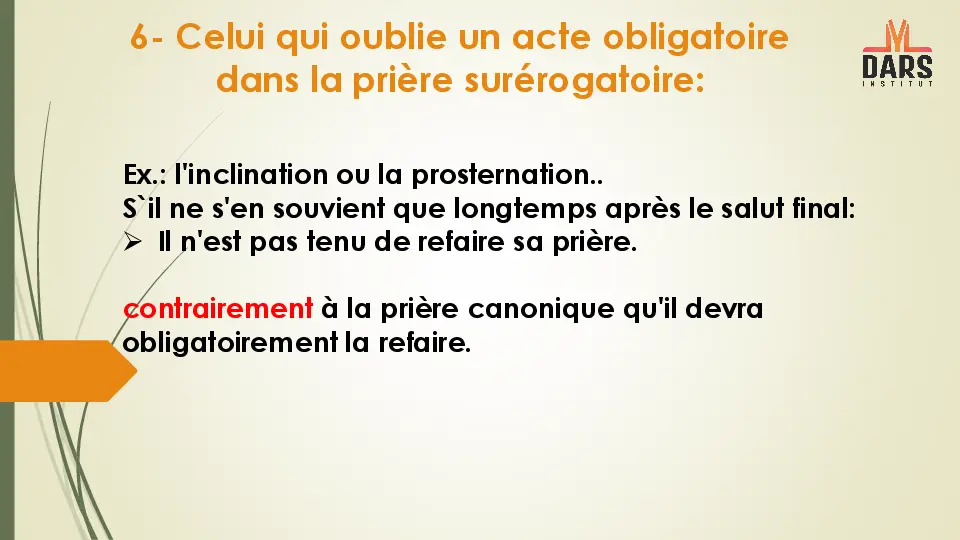 6- Celui qui oublie un acte obligatoire
dans la prière surérogatoire:
DARS
INSTITUT
Ex.: l'inclination ou la prosternation..
S`il ne s'en souvient que longtemps après le salut final:
➢ Il n'est pas tenu de refaire sa prière.
contrairement à la prière canonique qu'il devra
obligatoirement la refaire.